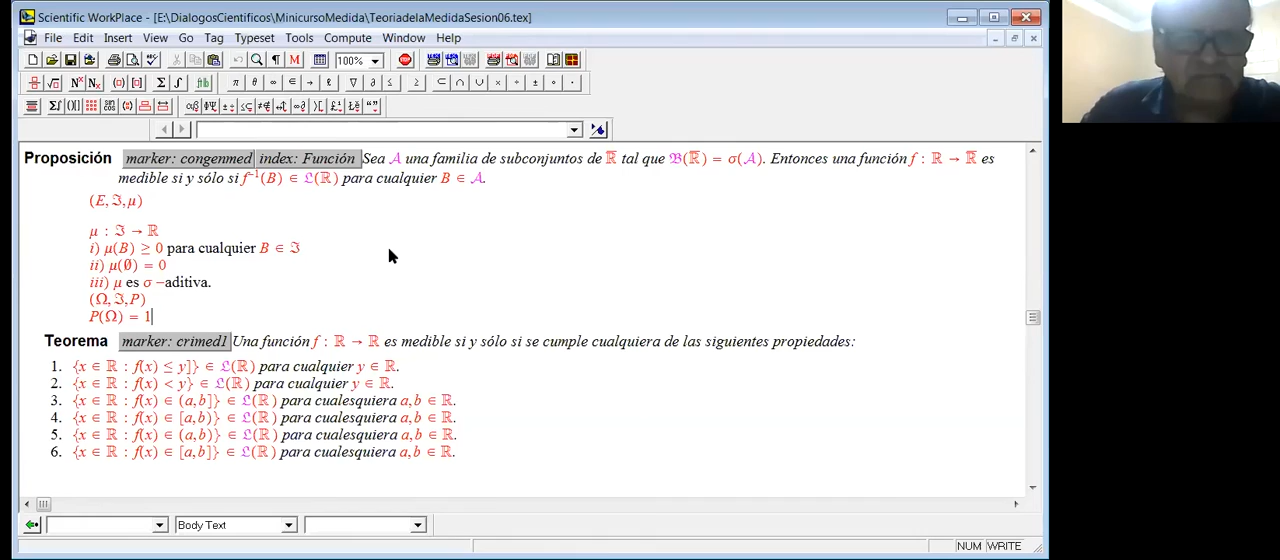 Scientific WorkPlace - [E:\DialogosCientificos\MinicursoMedida\TeoriadelaMedidaSesion06.tex]
File Edit Insert View Go Tag Typeset Tools Compute Window Help
100%
Proposición marker: congenmed index: Función Sea 𝒜 una familia de subconjuntos de ℝ̅ tal que 𝔅(ℝ̅) = σ(𝒜). Entonces una función f : ℝ → ℝ̅ es
medible si y sólo si f⁻¹(B) ∈ 𝔏(ℝ) para cualquier B ∈ 𝒜.
(E, ℑ, μ)
μ : ℑ → ℝ
i) μ(B) ≥ 0 para cualquier B ∈ ℑ
ii) μ(∅) = 0
iii) μ es σ −aditiva.
(Ω, ℑ, P)
P(Ω) = 1
Teorema marker: crimed1 Una función f : ℝ → ℝ es medible si y sólo si se cumple cualquiera de las siguientes propiedades:
1. {x ∈ ℝ : f(x) ≤ y]} ∈ 𝔏(ℝ) para cualquier y ∈ ℝ.
2. {x ∈ ℝ : f(x) < y} ∈ 𝔏(ℝ) para cualquier y ∈ ℝ.
3. {x ∈ ℝ : f(x) ∈ (a, b]} ∈ 𝔏(ℝ) para cualesquiera a, b ∈ ℝ.
4. {x ∈ ℝ : f(x) ∈ [a, b)} ∈ 𝔏(ℝ) para cualesquiera a, b ∈ ℝ.
5. {x ∈ ℝ : f(x) ∈ (a, b)} ∈ 𝔏(ℝ) para cualesquiera a, b ∈ ℝ.
6. {x ∈ ℝ : f(x) ∈ [a, b]} ∈ 𝔏(ℝ) para cualesquiera a, b ∈ ℝ.
Body Text
NUM WRITE